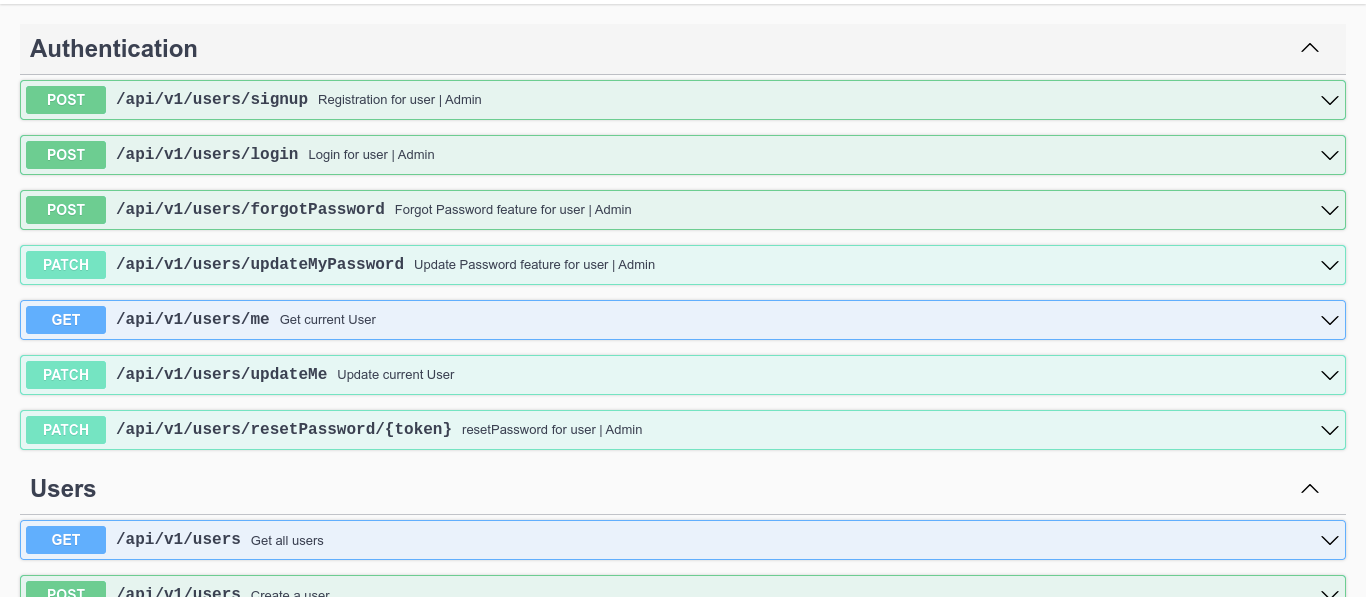 Authentication
POST /api/v1/users/signup Registration for user | Admin
POST /api/v1/users/login Login for user | Admin
POST /api/v1/users/forgotPassword Forgot Password feature for user | Admin
PATCH /api/v1/users/updateMyPassword Update Password feature for user | Admin
GET /api/v1/users/me Get current User
PATCH /api/v1/users/updateMe Update current User
PATCH /api/v1/users/resetPassword/{token} resetPassword for user | Admin
Users
GET /api/v1/users Get all users
POST /api/v1/users Create a user